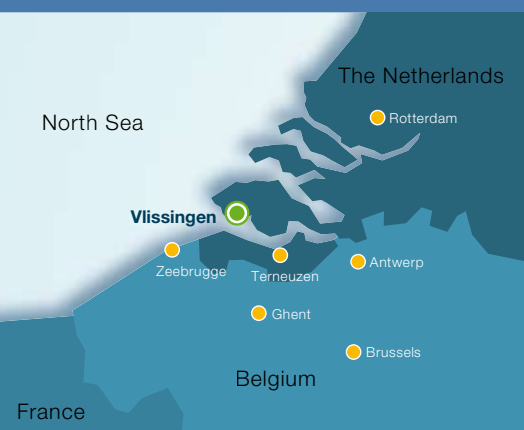 The Netherlands
North Sea
Rotterdam
Vlissingen
Zeebrugge
Terneuzen
Antwerp
Ghent
Brussels
Belgium
France